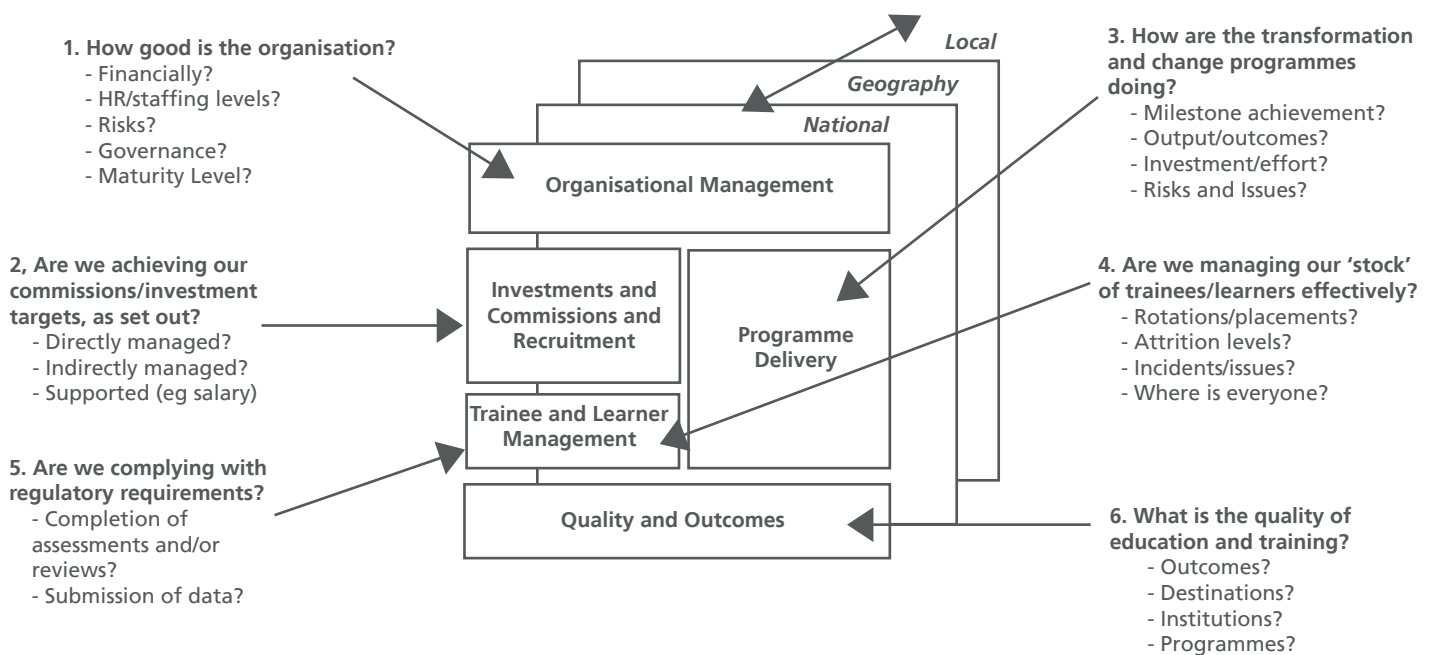 1. How good is the organisation?
- Financially?
- HR/staffing levels?
- Risks?
- Governance?
- Maturity Level?
2, Are we achieving our
commissions/investment
targets, as set out?
- Directly managed?
- Indirectly managed?
- Supported (eg salary)
5. Are we complying with
regulatory requirements?
- Completion of
assessments and/or
reviews?
- Submission of data?
Local
Geography
National
Organisational Management
Investments and
Commissions and
Recruitment
Programme
Delivery
Trainee and Learner
Management
Quality and Outcomes
3. How are the transformation
and change programmes
doing?
- Milestone achievement?
- Output/outcomes?
- Investment/effort?
- Risks and Issues?
4. Are we managing our ‘stock’
of trainees/learners effectively?
- Rotations/placements?
- Attrition levels?
- Incidents/issues?
- Where is everyone?
6. What is the quality of
education and training?
- Outcomes?
- Destinations?
- Institutions?
- Programmes?